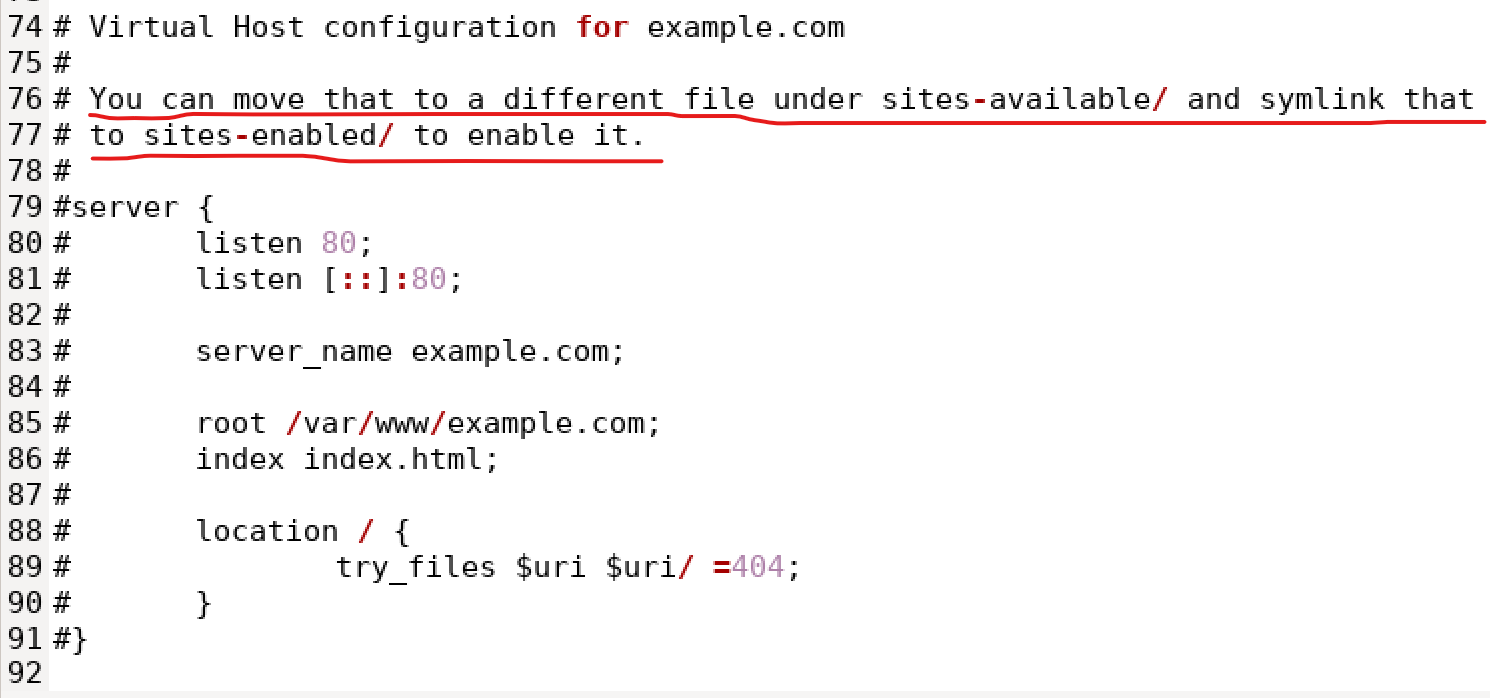 74 # Virtual Host configuration for example.com
75 #
76 # You can move that to a different file under sites-available/ and symlink that
77 # to sites-enabled/ to enable it.
78 #
79 #server {
80 #       listen 80;
81 #       listen [::]:80;
82 #
83 #       server_name example.com;
84 #
85 #       root /var/www/example.com;
86 #       index index.html;
87 #
88 #       location / {
89 #               try_files $uri $uri/ =404;
90 #       }
91 #}
92